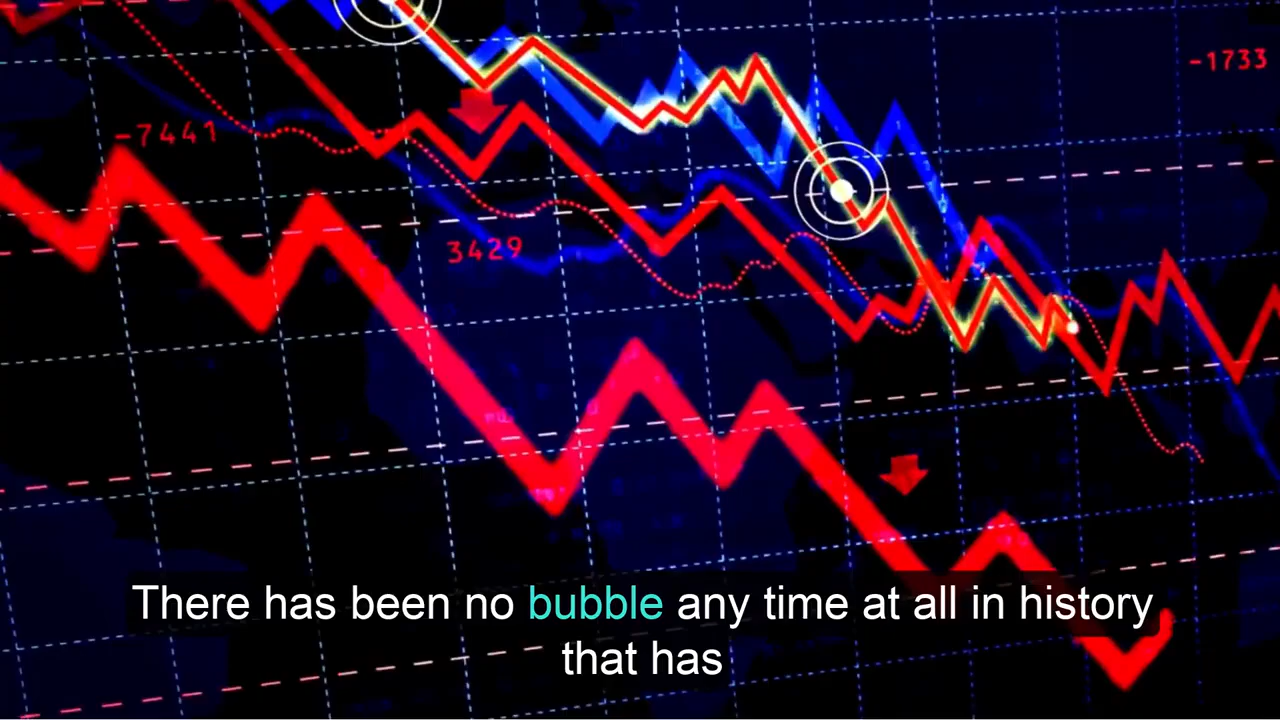 -1733
-7441
3429
There has been no bubble any time at all in history
that has